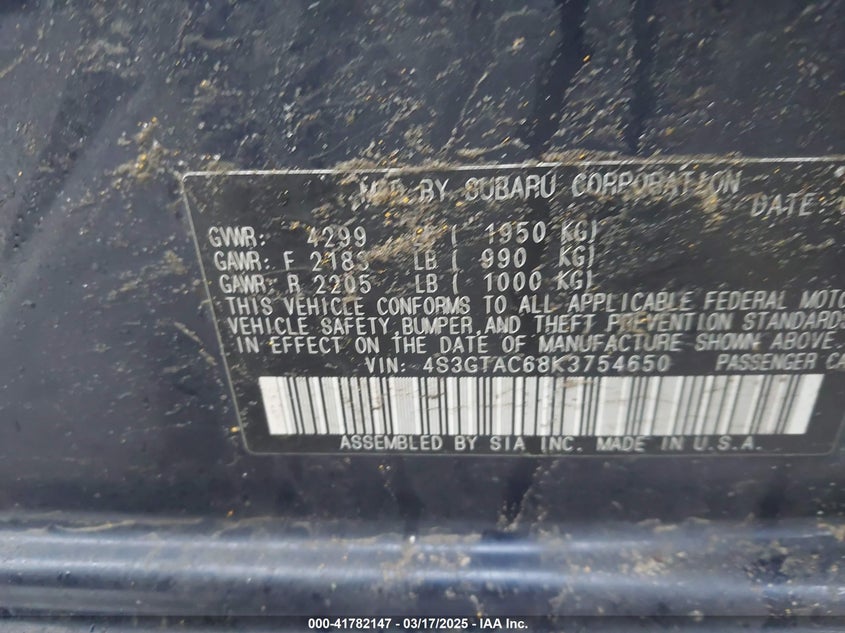 MFD BY SUBARU CORPORATION
DATE:
GVWR: 4299 LB ( 1950 KG)
GAWR: F 2183 LB ( 990 KG)
GAWR: R 2205 LB ( 1000 KG)
THIS VEHICLE CONFORMS TO ALL APPLICABLE FEDERAL MOTO
VEHICLE SAFETY, BUMPER, AND THEFT PREVENTION STANDARDS
IN EFFECT ON THE DATE OF MANUFACTURE SHOWN ABOVE.
VIN: 4S3GTAC68K3754650 PASSENGER CA
ASSEMBLED BY SIA INC. MADE IN U.S.A.
000-41782147 - 03/17/2025 - IAA Inc.